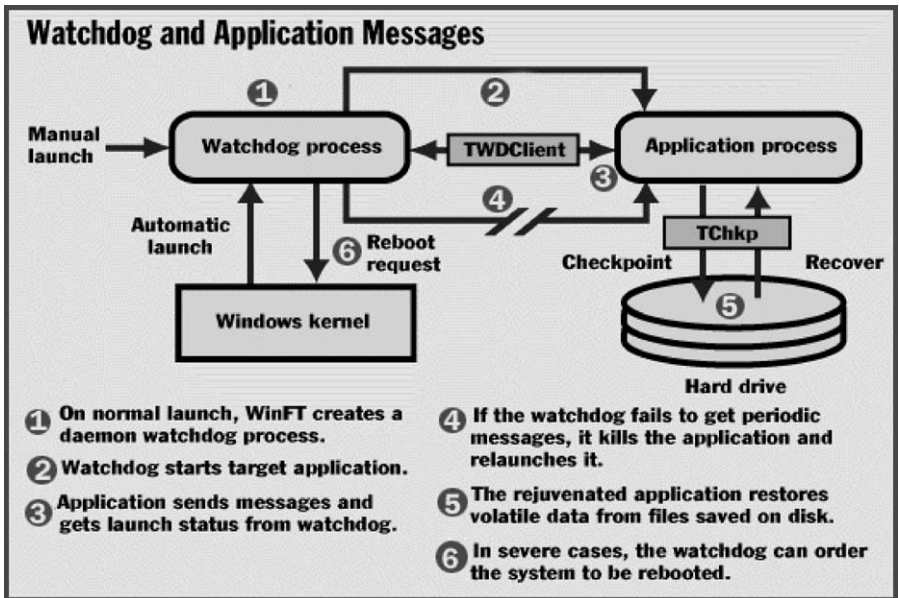 Watchdog and Application Messages
1
2
Manual
launch
Watchdog process
TWDClient
Application process
3
4
Automatic
launch
6 Reboot
request
TChkp
Checkpoint
Recover
5
Windows kernel
Hard drive
1 On normal launch, WinFT creates a
daemon watchdog process.
2 Watchdog starts target application.
3 Application sends messages and
gets launch status from watchdog.
4 If the watchdog fails to get periodic
messages, it kills the application and
relaunches it.
5 The rejuvenated application restores
volatile data from files saved on disk.
6 In severe cases, the watchdog can order
the system to be rebooted.